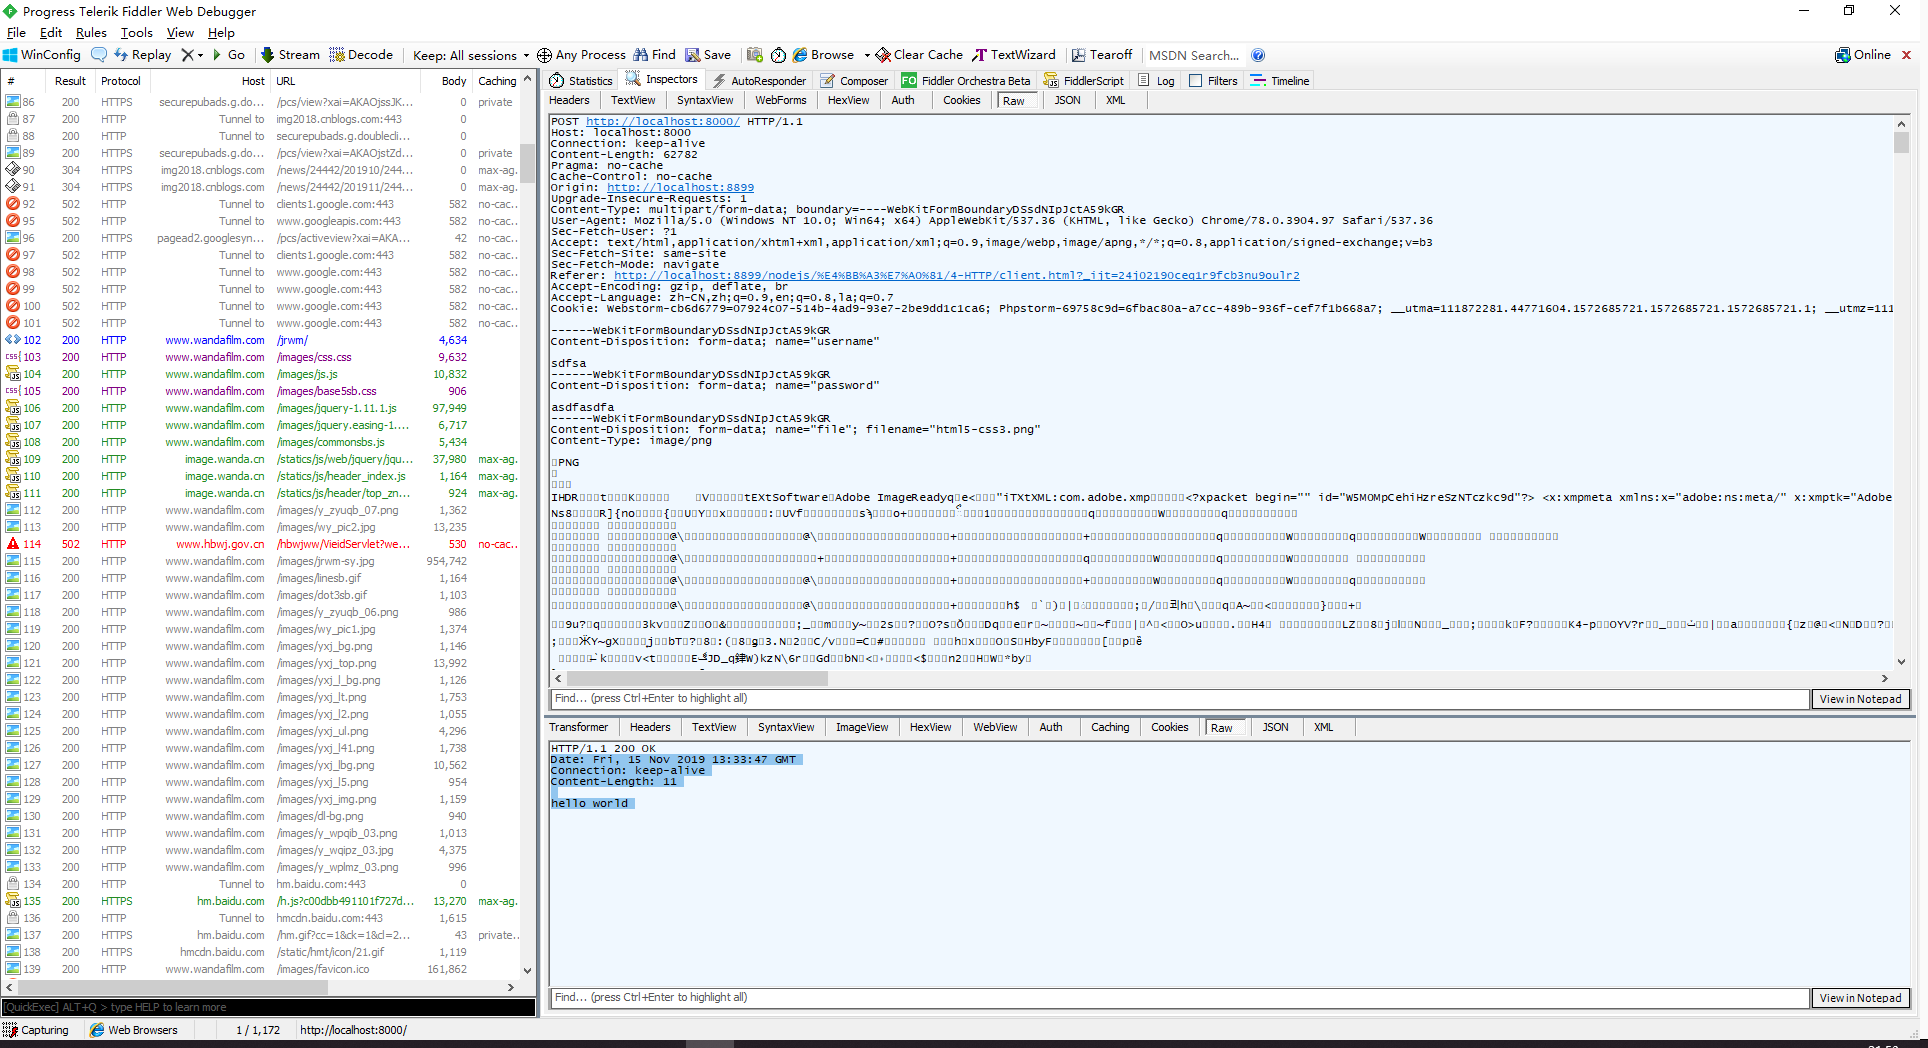 Progress Telerik Fiddler Web Debugger
File Edit Rules Tools View Help
WinConfig Replay Go Stream Decode Keep: All sessions Any Process Find Save Browse Clear Cache TextWizard Tearoff MSDN Search... Online
# Result Protocol Host URL Body Caching
86 200 HTTPS securepubads.g.do... /pcs/view?xai=AKAOjssJK... 0 private
87 200 HTTP Tunnel to img2018.cnblogs.com:443 0
88 200 HTTP Tunnel to securepubads.g.doublecli... 0
89 200 HTTPS securepubads.g.do... /pcs/view?xai=AKAOjstZd... 0 private
90 304 HTTPS img2018.cnblogs.com /news/24442/201910/244... 0 max-ag.
91 304 HTTPS img2018.cnblogs.com /news/24442/201911/244... 0 max-ag.
92 502 HTTP Tunnel to clients1.google.com:443 582 no-cac..
95 502 HTTP Tunnel to www.googleapis.com:443 582 no-cac..
96 200 HTTPS pagead2.googlesyn... /pcs/activeview?xai=AKA... 42 no-cac..
97 502 HTTP Tunnel to clients1.google.com:443 582 no-cac..
98 502 HTTP Tunnel to www.google.com:443 582 no-cac..
99 502 HTTP Tunnel to www.google.com:443 582 no-cac..
100 502 HTTP Tunnel to www.google.com:443 582 no-cac..
101 502 HTTP Tunnel to www.google.com:443 582 no-cac..
102 200 HTTP www.wandafilm.com /jrwm/ 4,634
103 200 HTTP www.wandafilm.com /images/css.css 9,632
104 200 HTTP www.wandafilm.com /images/js.js 10,832
105 200 HTTP www.wandafilm.com /images/base5sb.css 906
106 200 HTTP www.wandafilm.com /images/jquery-1.11.1.js 97,949
107 200 HTTP www.wandafilm.com /images/jquery.easing-1.... 6,717
108 200 HTTP www.wandafilm.com /images/commonsbs.js 5,434
109 200 HTTP image.wanda.cn /statics/js/web/jquery/jqu... 37,980 max-ag.
110 200 HTTP image.wanda.cn /statics/js/header_index.js 1,164 max-ag.
111 200 HTTP image.wanda.cn /statics/js/header/top_zn... 924 max-ag.
112 200 HTTP www.wandafilm.com /images/y_zyuqb_07.png 1,362
113 200 HTTP www.wandafilm.com /images/wy_pic2.jpg 13,235
114 502 HTTP www.hbwj.gov.cn /hbwjww/VieidServlet?we... 530 no-cac..
115 200 HTTP www.wandafilm.com /images/jrwm-sy.jpg 954,742
116 200 HTTP www.wandafilm.com /images/linesb.gif 1,164
117 200 HTTP www.wandafilm.com /images/dot3sb.gif 1,103
118 200 HTTP www.wandafilm.com /images/y_zyuqb_06.png 986
119 200 HTTP www.wandafilm.com /images/wy_pic1.jpg 1,374
120 200 HTTP www.wandafilm.com /images/yxj_bg.png 1,146
121 200 HTTP www.wandafilm.com /images/yxj_top.png 13,992
122 200 HTTP www.wandafilm.com /images/yxj_l_bg.png 1,126
123 200 HTTP www.wandafilm.com /images/yxj_lt.png 1,753
124 200 HTTP www.wandafilm.com /images/yxj_l2.png 1,055
125 200 HTTP www.wandafilm.com /images/yxj_ul.png 4,296
126 200 HTTP www.wandafilm.com /images/yxj_l41.png 1,738
127 200 HTTP www.wandafilm.com /images/yxj_lbg.png 10,562
128 200 HTTP www.wandafilm.com /images/yxj_l5.png 954
129 200 HTTP www.wandafilm.com /images/yxj_img.png 1,159
130 200 HTTP www.wandafilm.com /images/dl-bg.png 940
131 200 HTTP www.wandafilm.com /images/y_wpqib_03.png 1,013
132 200 HTTP www.wandafilm.com /images/y_wqipz_03.jpg 4,375
133 200 HTTP www.wandafilm.com /images/y_wplmz_03.png 996
134 200 HTTP Tunnel to hm.baidu.com:443 0
135 200 HTTPS hm.baidu.com /h.js?c00dbb491101f727d... 13,270 max-ag.
136 200 HTTP Tunnel to hmcdn.baidu.com:443 1,615
137 200 HTTPS hm.baidu.com /hm.gif?cc=1&ck=1&cl=2... 43 private..
138 200 HTTPS hmcdn.baidu.com /static/hmt/icon/21.gif 1,119
139 200 HTTP www.wandafilm.com /images/favicon.ico 161,862
[QuickExec] ALT+Q > type HELP to learn more
Capturing Web Browsers 1 / 1,172 http://localhost:8000/
Statistics Inspectors AutoResponder Composer FO Fiddler Orchestra Beta FiddlerScript Log Filters Timeline
Headers TextView SyntaxView WebForms HexView Auth Cookies Raw JSON XML
POST http://localhost:8000/ HTTP/1.1
Host: localhost:8000
Connection: keep-alive
Content-Length: 62782
Pragma: no-cache
Cache-Control: no-cache
Origin: http://localhost:8899
Upgrade-Insecure-Requests: 1
Content-Type: multipart/form-data; boundary=----WebKitFormBoundaryDSsdNIpJctA59kGR
User-Agent: Mozilla/5.0 (Windows NT 10.0; Win64; x64) AppleWebKit/537.36 (KHTML, like Gecko) Chrome/78.0.3904.97 Safari/537.36
Sec-Fetch-User: ?1
Accept: text/html,application/xhtml+xml,application/xml;q=0.9,image/webp,image/apng,*/*;q=0.8,application/signed-exchange;v=b3
Sec-Fetch-Site: same-site
Sec-Fetch-Mode: navigate
Referer: http://localhost:8899/nodejs/%E4%BB%A3%E7%A0%81/4-HTTP/client.html?_ijt=24j02190ceq1r9fcb3nu9oulr2
Accept-Encoding: gzip, deflate, br
Accept-Language: zh-CN,zh;q=0.9,en;q=0.8,la;q=0.7
Cookie: Webstorm-cb6d6779=07924c07-514b-4ad9-93e7-2be9dd1c1ca6; Phpstorm-69758c9d=6fbac80a-a7cc-489b-936f-cef7f1b668a7; __utma=111872281.44771604.1572685721.1572685721.1572685721.1; __utmz=111
------WebKitFormBoundaryDSsdNIpJctA59kGR
Content-Disposition: form-data; name="username"
sdfsa
------WebKitFormBoundaryDSsdNIpJctA59kGR
Content-Disposition: form-data; name="password"
asdfasdfa
------WebKitFormBoundaryDSsdNIpJctA59kGR
Content-Disposition: form-data; name="file"; filename="html5-css3.png"
Content-Type: image/png
PNG
IHDR
tEXtSoftware Adobe ImageReadyq e< "iTXtXML:com.adobe.xmp <?xpacket begin="" id="W5M0MpCehiHzreSzNTczkc9d"?> <x:xmpmeta xmlns:x="adobe:ns:meta/" x:xmptk="Adobe
Find... (press Ctrl+Enter to highlight all) View in Notepad
Transformer Headers TextView SyntaxView ImageView HexView WebView Auth Caching Cookies Raw JSON XML
HTTP/1.1 200 OK
Date: Fri, 15 Nov 2019 13:33:47 GMT
Connection: keep-alive
Content-Length: 11
hello world
Find... (press Ctrl+Enter to highlight all) View in Notepad